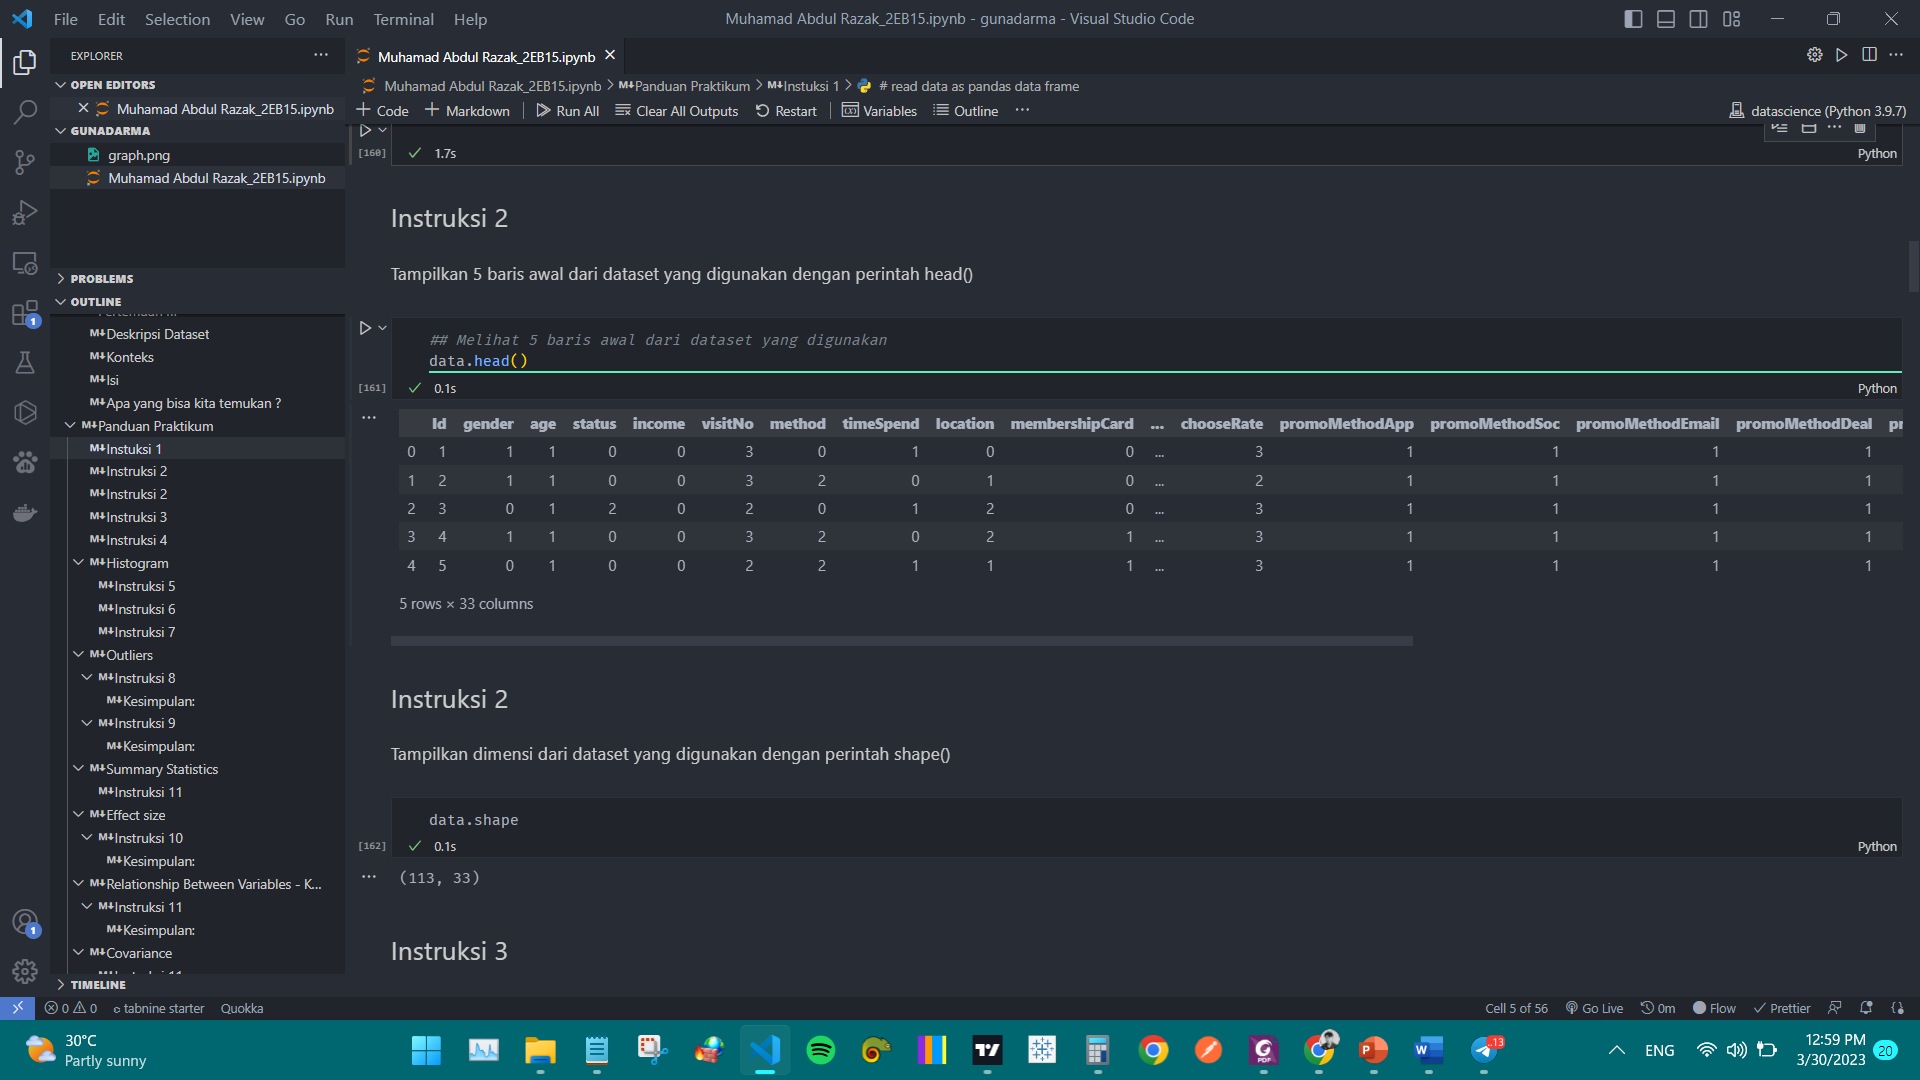 File Edit Selection View Go Run Terminal Help
Muhamad Abdul Razak_2EB15.ipynb - gunadarma - Visual Studio Code
EXPLORER
OPEN EDITORS
Muhamad Abdul Razak_2EB15.ipynb
GUNADARMA
graph.png
Muhamad Abdul Razak_2EB15.ipynb
PROBLEMS
OUTLINE
Deskripsi Dataset
Konteks
Isi
Apa yang bisa kita temukan ?
Panduan Praktikum
Instuksi 1
Instruksi 2
Instruksi 2
Instruksi 3
Instruksi 4
Histogram
Instruksi 5
Instruksi 6
Instruksi 7
Outliers
Instruksi 8
Kesimpulan:
Instruksi 9
Kesimpulan:
Summary Statistics
Instruksi 11
Effect size
Instruksi 10
Kesimpulan:
Relationship Between Variables - K...
Instruksi 11
Kesimpulan:
Covariance
TIMELINE
Muhamad Abdul Razak_2EB15.ipynb
Muhamad Abdul Razak_2EB15.ipynb > Panduan Praktikum > Instuksi 1 > # read data as pandas data frame
+ Code + Markdown Run All Clear All Outputs Restart Variables Outline ...
datascience (Python 3.9.7)
[160] 1.7s Python
Instruksi 2
Tampilkan 5 baris awal dari dataset yang digunakan dengan perintah head()
## Melihat 5 baris awal dari dataset yang digunakan
data.head()
[161] 0.1s Python
Id gender age status income visitNo method timeSpend location membershipCard ... chooseRate promoMethodApp promoMethodSoc promoMethodEmail promoMethodDeal
0 1 1 1 0 0 3 0 1 0 0 ... 3 1 1 1 1
1 2 1 1 0 0 3 2 0 1 0 ... 2 1 1 1 1
2 3 0 1 2 0 2 0 1 2 0 ... 3 1 1 1 1
3 4 1 1 0 0 3 2 0 2 1 ... 3 1 1 1 1
4 5 0 1 0 0 2 2 1 1 1 ... 3 1 1 1 1
5 rows × 33 columns
Instruksi 2
Tampilkan dimensi dari dataset yang digunakan dengan perintah shape()
data.shape
[162] 0.1s Python
(113, 33)
Instruksi 3
0 0 tabnine starter Quokka
Cell 5 of 56 Go Live 0m Flow Prettier
30°C
Partly sunny
ENG
12:59 PM
3/30/2023
20